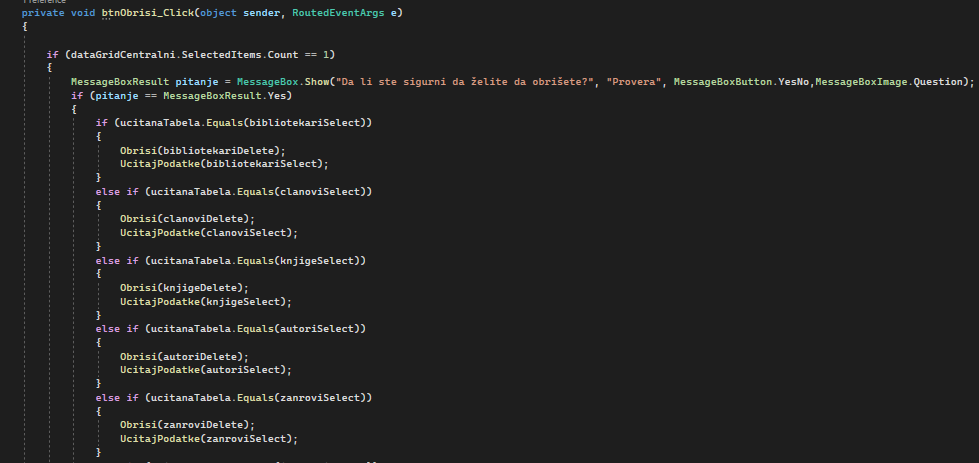 1 reference
private void btnObrisi_Click(object sender, RoutedEventArgs e)
{
if (dataGridCentralni.SelectedItems.Count == 1)
{
MessageBoxResult pitanje = MessageBox.Show("Da li ste sigurni da želite da obrišete?", "Provera", MessageBoxButton.YesNo,MessageBoxImage.Question);
if (pitanje == MessageBoxResult.Yes)
{
if (ucitanaTabela.Equals(bibliotekariSelect))
{
Obrisi(bibliotekariDelete);
UcitajPodatke(bibliotekariSelect);
}
else if (ucitanaTabela.Equals(clanoviSelect))
{
Obrisi(clanoviDelete);
UcitajPodatke(clanoviSelect);
}
else if (ucitanaTabela.Equals(knjigeSelect))
{
Obrisi(knjigeDelete);
UcitajPodatke(knjigeSelect);
}
else if (ucitanaTabela.Equals(autoriSelect))
{
Obrisi(autoriDelete);
UcitajPodatke(autoriSelect);
}
else if (ucitanaTabela.Equals(zanroviSelect))
{
Obrisi(zanroviDelete);
UcitajPodatke(zanroviSelect);
}